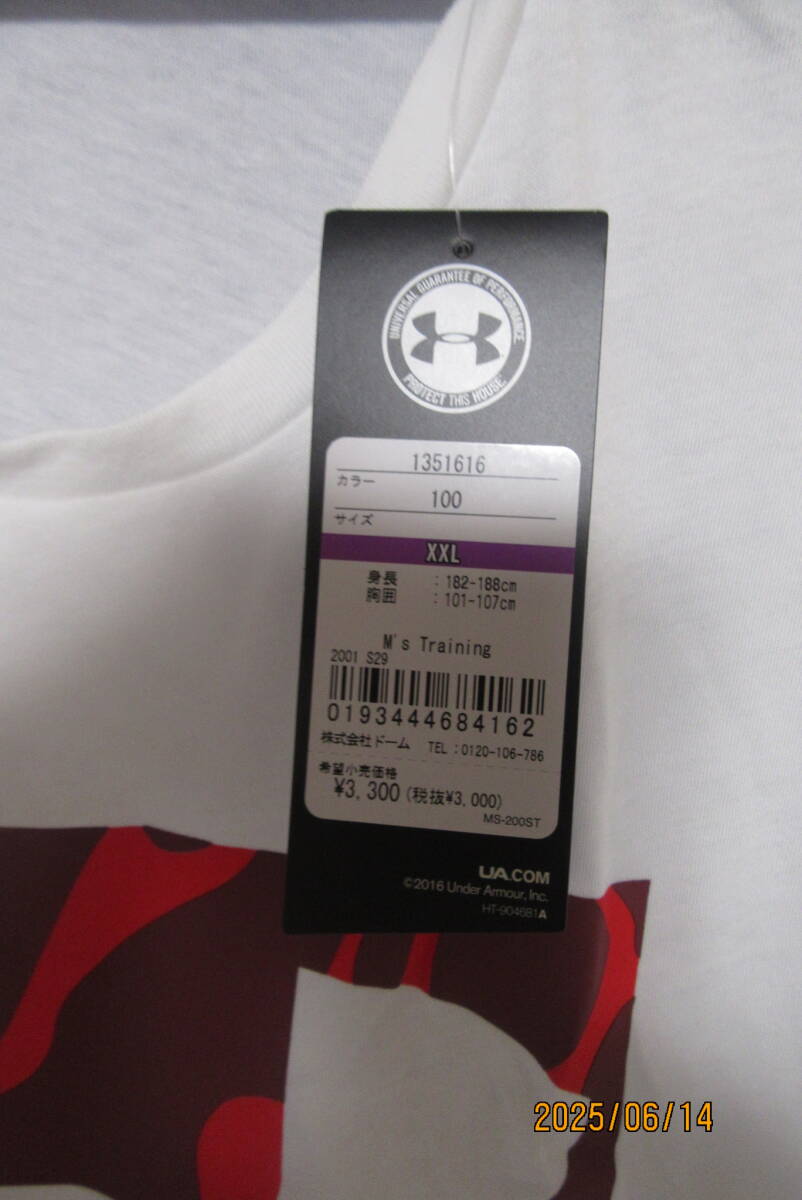 UNIVERSAL GUARANTEE OF PERFORMANCE
PROTECT THIS HOUSE
1351616
カラー
100
サイズ
XXL
身長 : 182-188cm
胸囲 : 101-107cm
M's Training
2001 S29
0193444684162
株式会社ドーム TEL : 0120-106-786
希望小売価格
¥3,300 (税抜¥3,000)
MS-200ST
UA.COM
©2016 Under Armour, Inc.
HT-904681A
2025/06/14